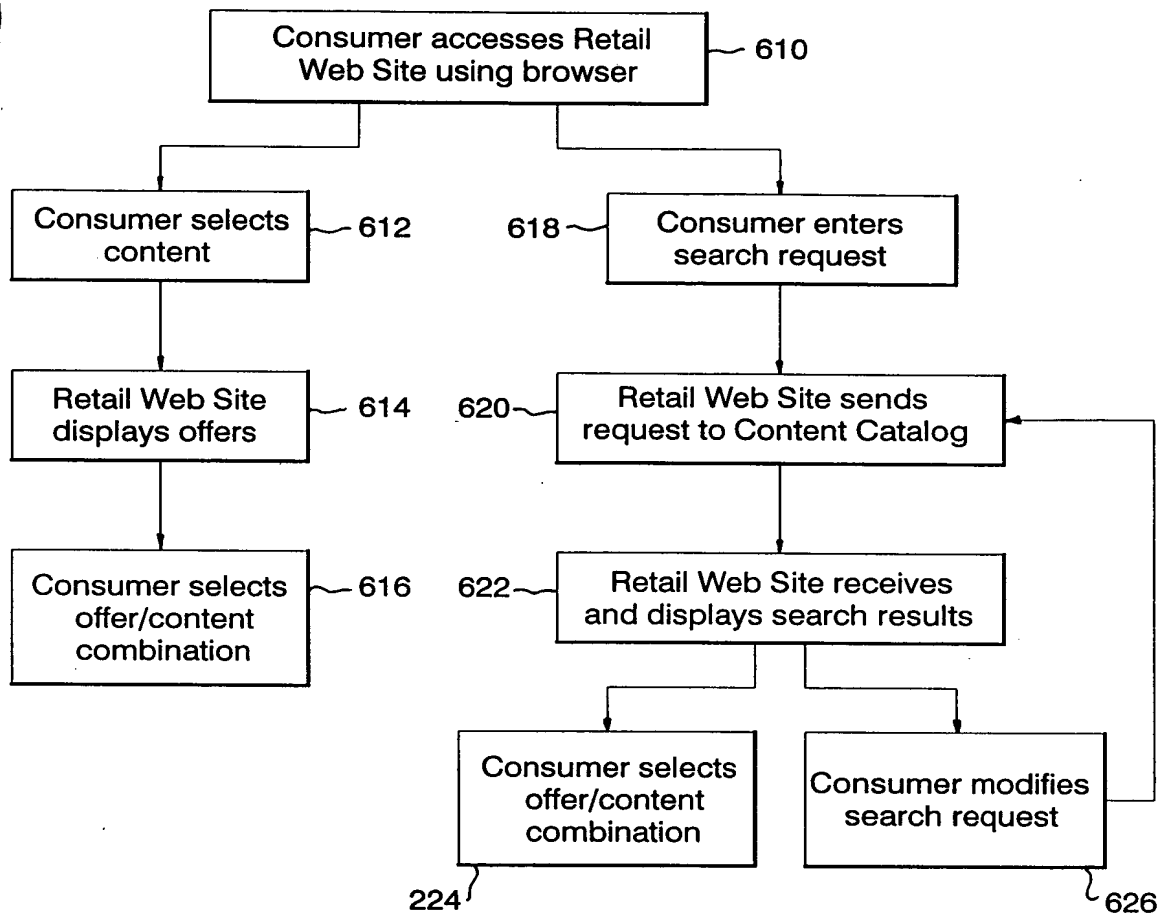 Consumer accesses Retail
Web Site using browser
610
Consumer selects
content
612
618
Consumer enters
search request
Retail Web Site
displays offers
614
620
Retail Web Site sends
request to Content Catalog
Consumer selects
offer/content
combination
616
622
Retail Web Site receives
and displays search results
Consumer selects
offer/content
combination
224
Consumer modifies
search request
626